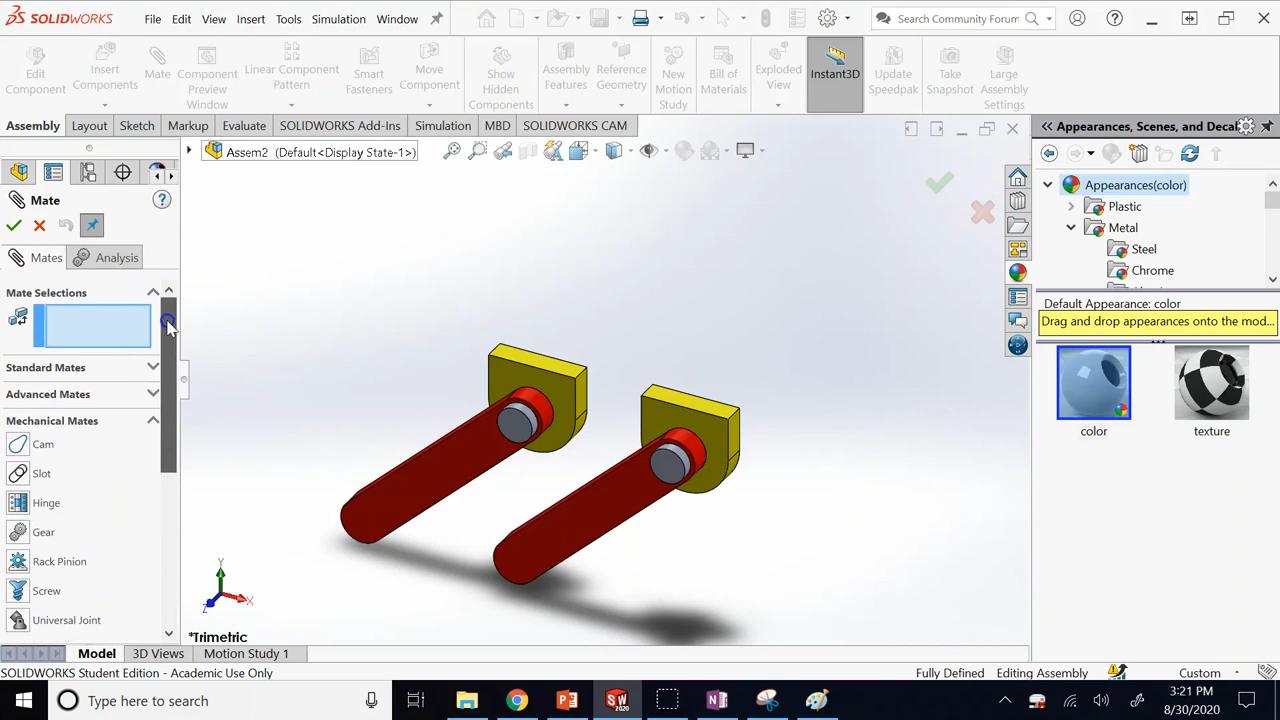 SOLIDWORKS File Edit View Insert Tools Simulation Window Search Community Forum
Edit Component
Insert Components
Mate
Component Preview Window
Linear Component Pattern
Smart Fasteners
Move Component
Show Hidden Components
Assembly Features
Reference Geometry
New Motion Study
Bill of Materials
Exploded View
Instant3D
Update Speedpak
Take Snapshot
Large Assembly Settings
Assembly Layout Sketch Markup Evaluate SOLIDWORKS Add-Ins Simulation MBD SOLIDWORKS CAM
Assem2 (Default<Display State-1>)
Mate
Mates Analysis
Mate Selections
Standard Mates
Advanced Mates
Mechanical Mates
Cam
Slot
Hinge
Gear
Rack Pinion
Screw
Universal Joint
Y
X
Z
*Trimetric
Appearances, Scenes, and Decal
Appearances(color)
Plastic
Metal
Steel
Chrome
Default Appearance: color
Drag and drop appearances onto the mod...
color texture
Model 3D Views Motion Study 1
SOLIDWORKS Student Edition - Academic Use Only Fully Defined Editing Assembly Custom
Type here to search
SW
2020
3:21 PM
8/30/2020